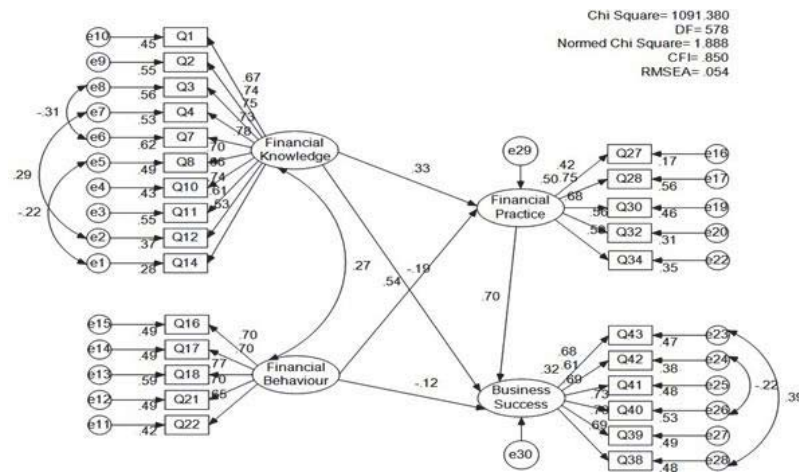 Chi Square= 1091.380
DF= 578
Normed Chi Square= 1.888
CFI= .850
RMSEA= .054
e10
.45
Q1
e9
.55
Q2
e8
.56
Q3
e7
.53
Q4
e6
.62
Q7
e5
.49
Q8
e4
.43
Q10
e3
.55
Q11
e2
.37
Q12
e1
.28
Q14
-.31
.29
-.22
.67
.74
.75
.73
.78
.70
.66
.74
.61
.53
Financial
Knowledge
.33
.27
.54
-.19
e29
.50
Financial
Practice
.42
.75
.68
.56
.59
Q27
.17
e16
Q28
.56
e17
Q30
.46
e19
Q32
.31
e20
Q34
.35
e22
.70
e15
.49
Q16
e14
.49
Q17
e13
.59
Q18
e12
.49
Q21
e11
.42
Q22
.70
.70
.77
.70
.65
Financial
Behaviour
-.12
.32
Business
Success
e30
.68
.61
.69
.73
.69
Q43
.47
e23
Q42
.38
e24
Q41
.48
e25
Q40
.53
e26
Q39
.49
e27
Q38
.48
e28
-.22
.39